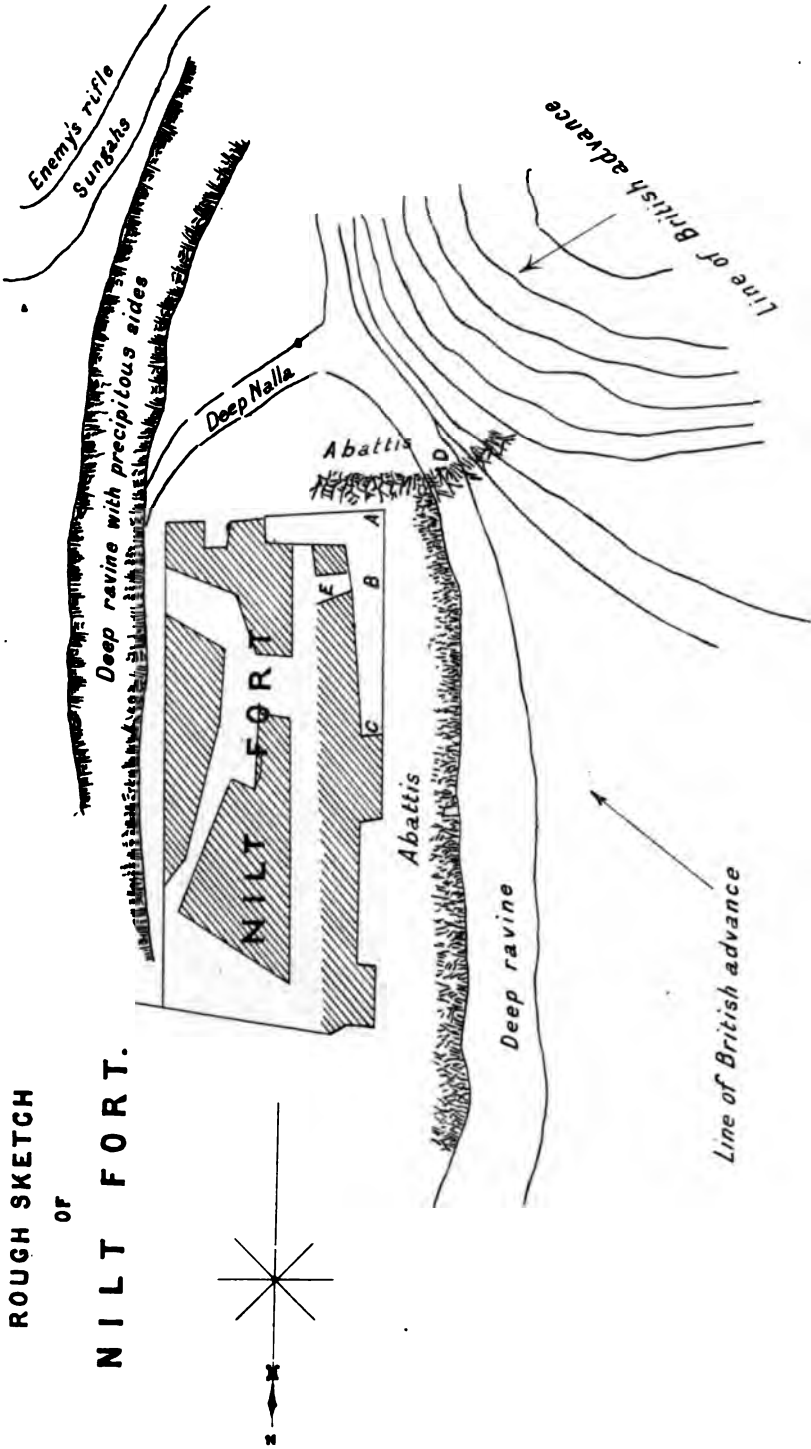 ROUGH SKETCH
OF
NILT FORT.
Enemy's rifle
Sungahs
Deep ravine with precipitous sides
Deep Nalla
Abattis
D
Line of British advance
NILT FORT
A
B
C
E
Abattis
Deep ravine
Line of British advance
N